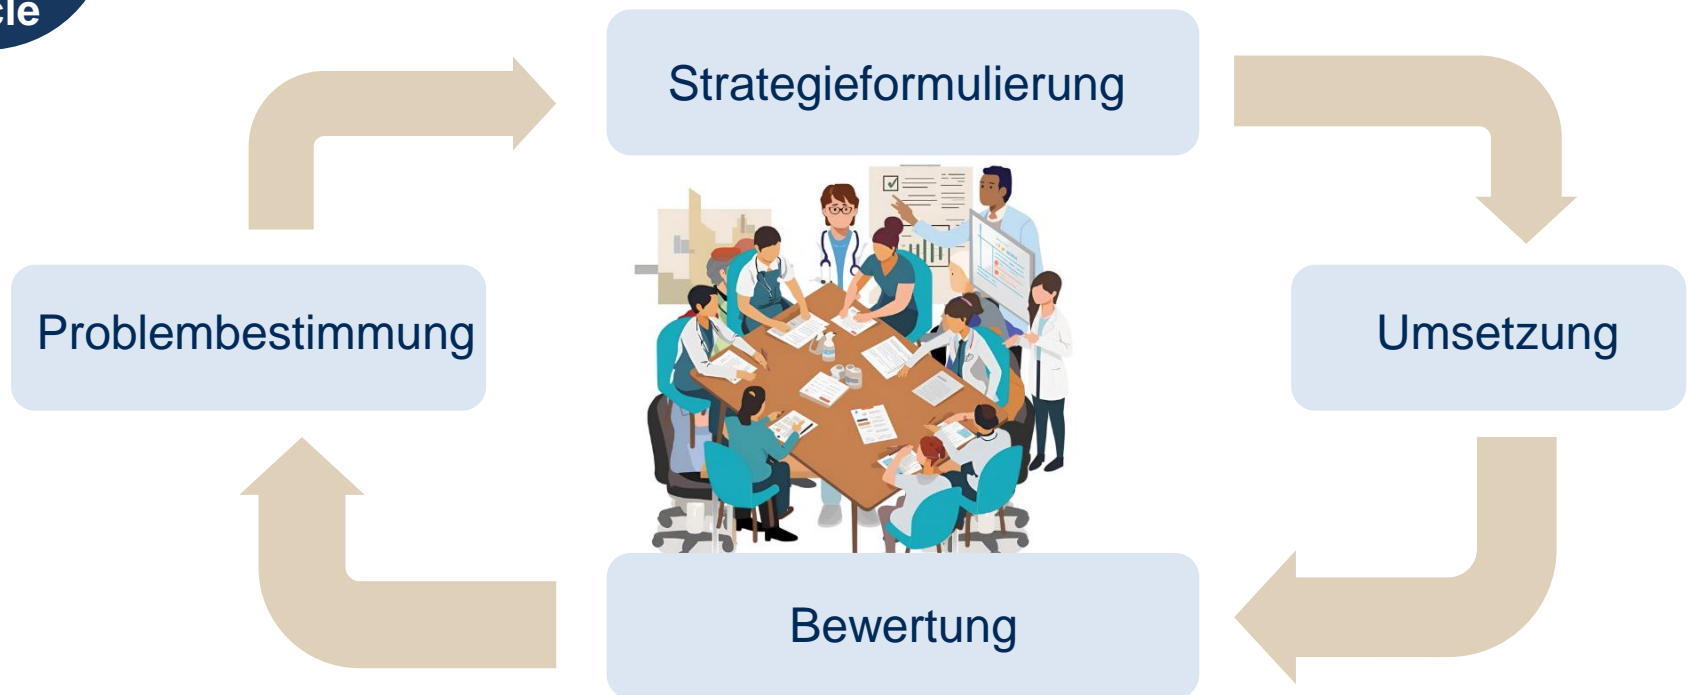 Strategieformulierung
Problembestimmung
Umsetzung
Bewertung